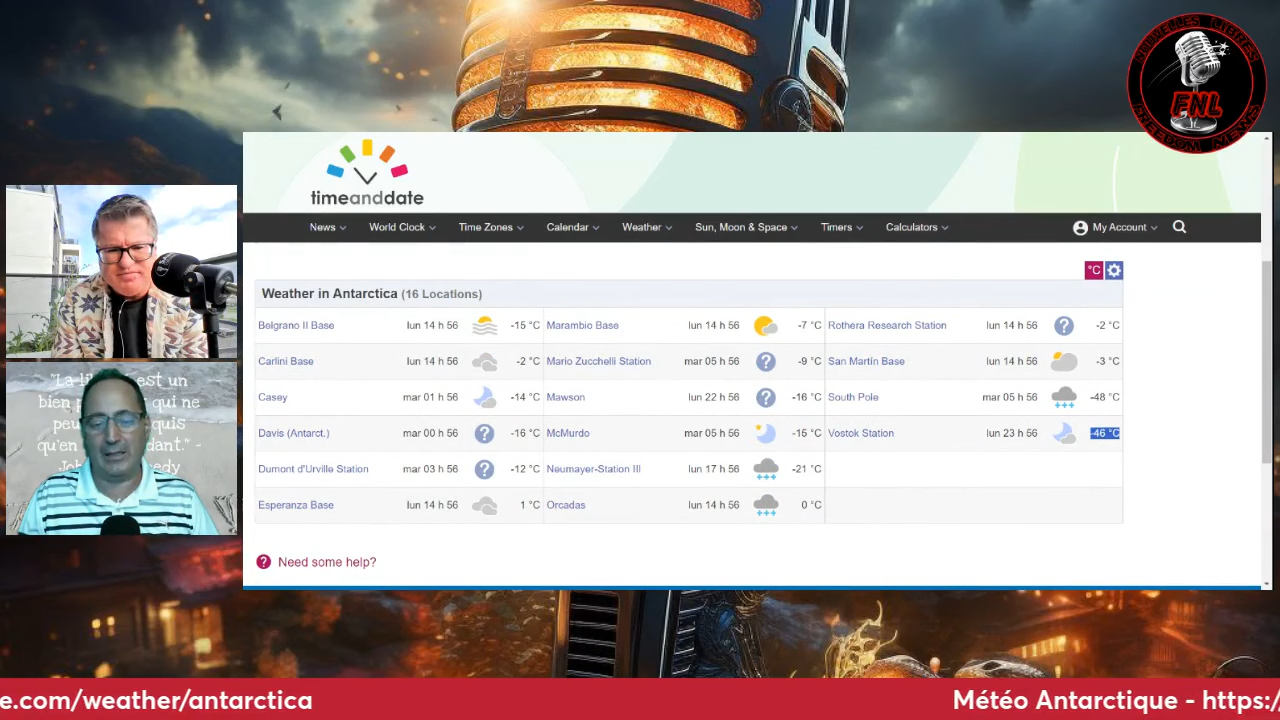 NOUVELLES LIBRES
FNL
FREEDOM NEWS
timeanddate
News World Clock Time Zones Calendar Weather Sun, Moon & Space Timers Calculators My Account
°C
Weather in Antarctica (16 Locations)
Belgrano II Base lun 14 h 56 -15 °C Marambio Base lun 14 h 56 -7 °C Rothera Research Station lun 14 h 56 ? -2 °C
Carlini Base lun 14 h 56 -2 °C Mario Zucchelli Station mar 05 h 56 ? -9 °C San Martín Base lun 14 h 56 -3 °C
Casey mar 01 h 56 -14 °C Mawson lun 22 h 56 ? -16 °C South Pole mar 05 h 56 -48 °C
Davis (Antarct.) mar 00 h 56 ? -16 °C McMurdo mar 05 h 56 -15 °C Vostok Station lun 23 h 56 -46 °C
Dumont d'Urville Station mar 03 h 56 ? -12 °C Neumayer-Station III lun 17 h 56 -21 °C
Esperanza Base lun 14 h 56 1 °C Orcadas lun 14 h 56 0 °C
? Need some help?
"La li est un
bien p qui ne
peu quis
qu'en dant." -
Jo edy
e.com/weather/antarctica Météo Antarctique - https:/